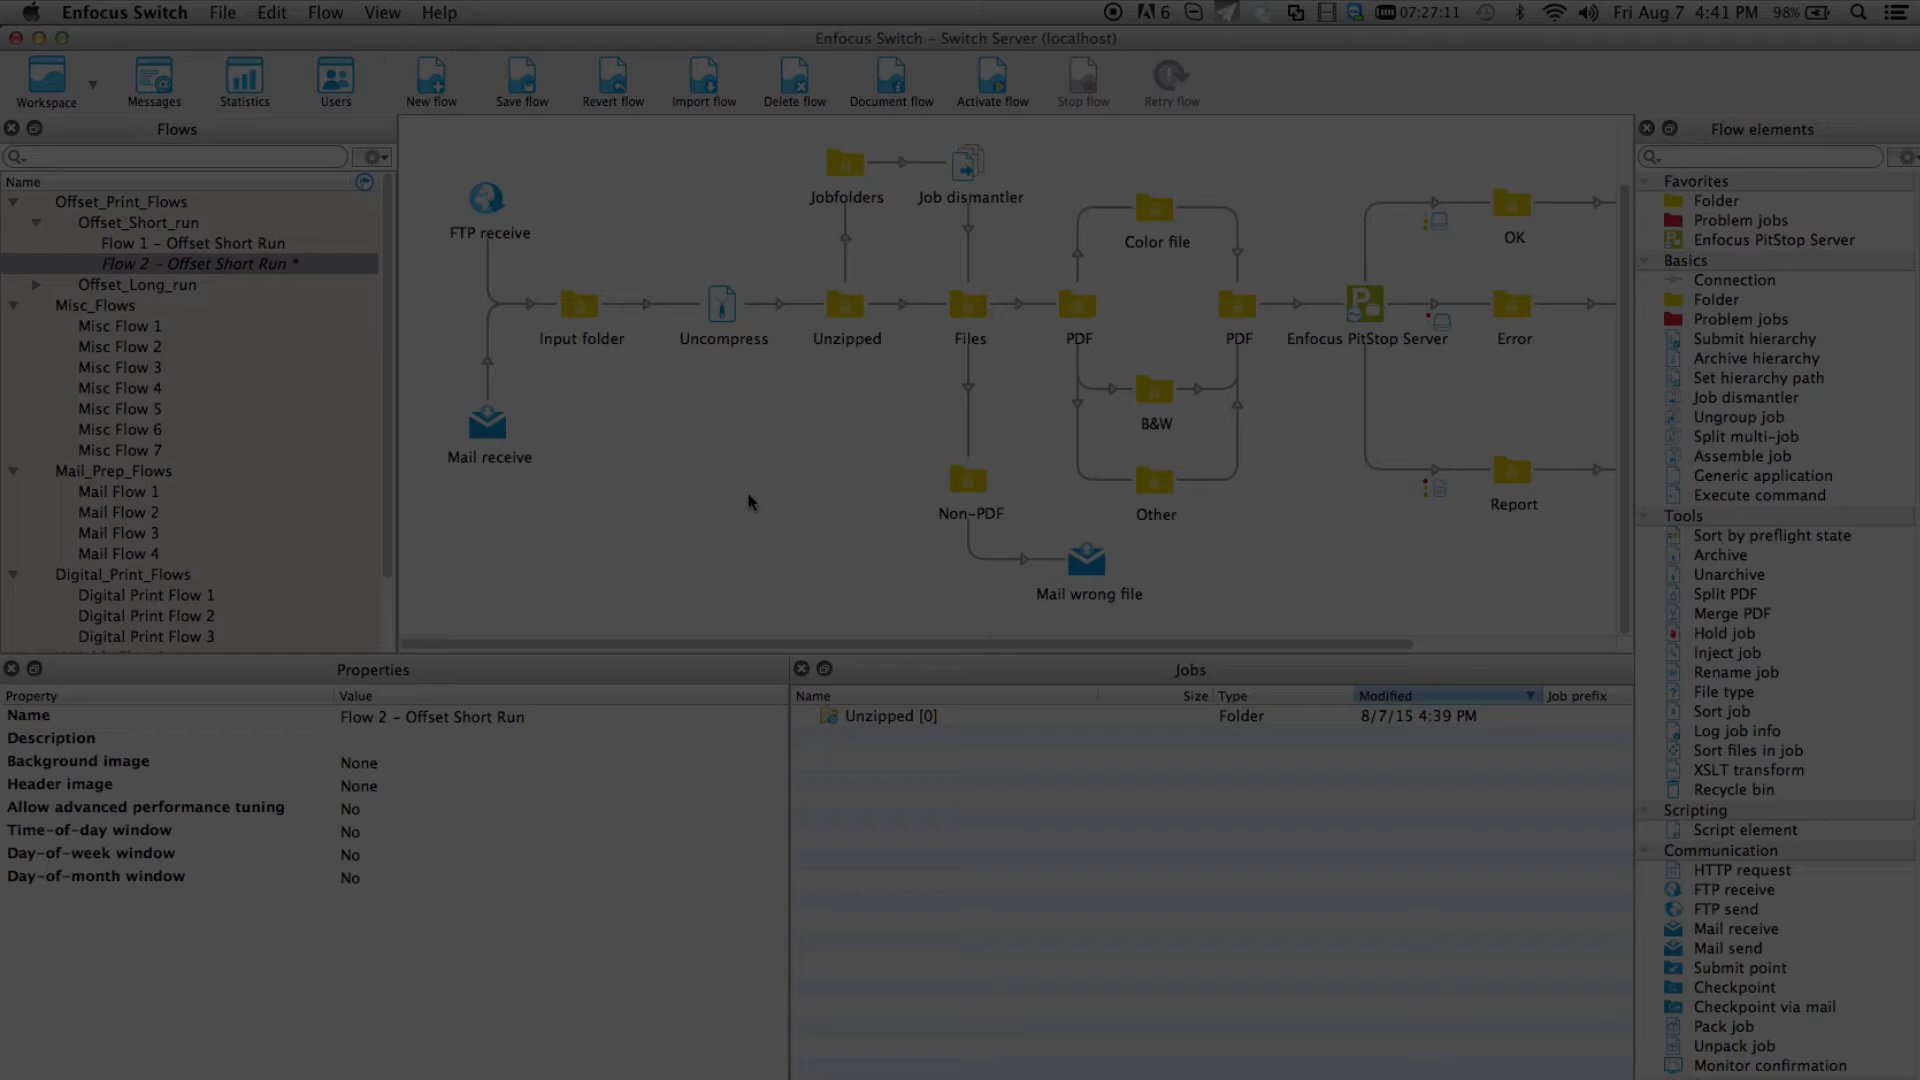 Enfocus Switch File Edit Flow View Help 6 07:27:11 Fri Aug 7 4:41 PM 98%
Enfocus Switch – Switch Server (localhost)
Workspace Messages Statistics Users New flow Save flow Revert flow Import flow Delete flow Document flow Activate flow Stop flow Retry flow
Flows
Name
Offset_Print_Flows
Offset_Short_run
Flow 1 – Offset Short Run
Flow 2 – Offset Short Run *
Offset_Long_run
Misc_Flows
Misc Flow 1
Misc Flow 2
Misc Flow 3
Misc Flow 4
Misc Flow 5
Misc Flow 6
Misc Flow 7
Mail_Prep_Flows
Mail Flow 1
Mail Flow 2
Mail Flow 3
Mail Flow 4
Digital_Print_Flows
Digital Print Flow 1
Digital Print Flow 2
Digital Print Flow 3
Jobfolders Job dismantler
FTP receive
Color file
OK
Input folder Uncompress Unzipped Files PDF PDF Enfocus PitStop Server Error
B&W
Mail receive
Non-PDF Other Report
Mail wrong file
Flow elements
Favorites
Folder
Problem jobs
Enfocus PitStop Server
Basics
Connection
Folder
Problem jobs
Submit hierarchy
Archive hierarchy
Set hierarchy path
Job dismantler
Ungroup job
Split multi-job
Assemble job
Generic application
Execute command
Tools
Sort by preflight state
Archive
Unarchive
Split PDF
Merge PDF
Hold job
Inject job
Rename job
File type
Sort job
Log job info
Sort files in job
XSLT transform
Recycle bin
Scripting
Script element
Communication
HTTP request
FTP receive
FTP send
Mail receive
Mail send
Submit point
Checkpoint
Checkpoint via mail
Pack job
Unpack job
Monitor confirmation
Properties
Property Value
Name Flow 2 – Offset Short Run
Description
Background image None
Header image None
Allow advanced performance tuning No
Time-of-day window No
Day-of-week window No
Day-of-month window No
Jobs
Name Size Type Modified Job prefix
Unzipped [0] Folder 8/7/15 4:39 PM